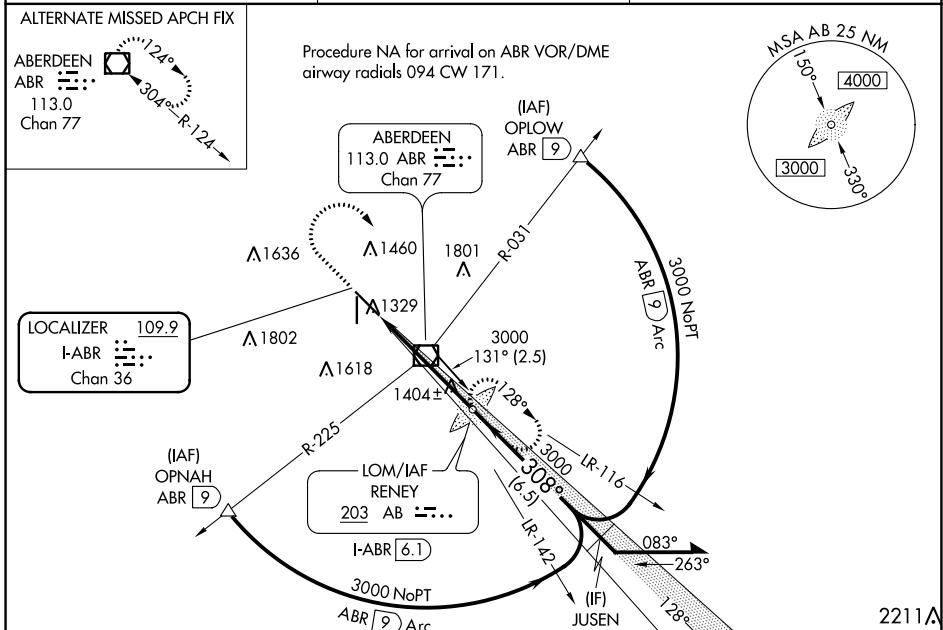 ALTERNATE MISSED APCH FIX
ABERDEEN
ABR
113.0
Chan 77
124°
304°
R-124
Procedure NA for arrival on ABR VOR/DME
airway radials 094 CW 171.
MSA AB 25 NM
150°
4000
3000
330°
(IAF)
OPLOW
ABR 9
ABERDEEN
113.0 ABR
Chan 77
1636
1460
1801
R-031
3000 NoPT
ABR 9 Arc
1329
LOCALIZER 109.9
I-ABR
Chan 36
1802
1618
3000
131° (2.5)
1404±
128°
R-225
3000
LR-116
308°
(6.5)
(IAF)
OPNAH
ABR 9
LOM/IAF
RENEY
203 AB
I-ABR 6.1
LR-142
083°
263°
3000 NoPT
ABR 9 Arc
(IF)
JUSEN
128°
2211